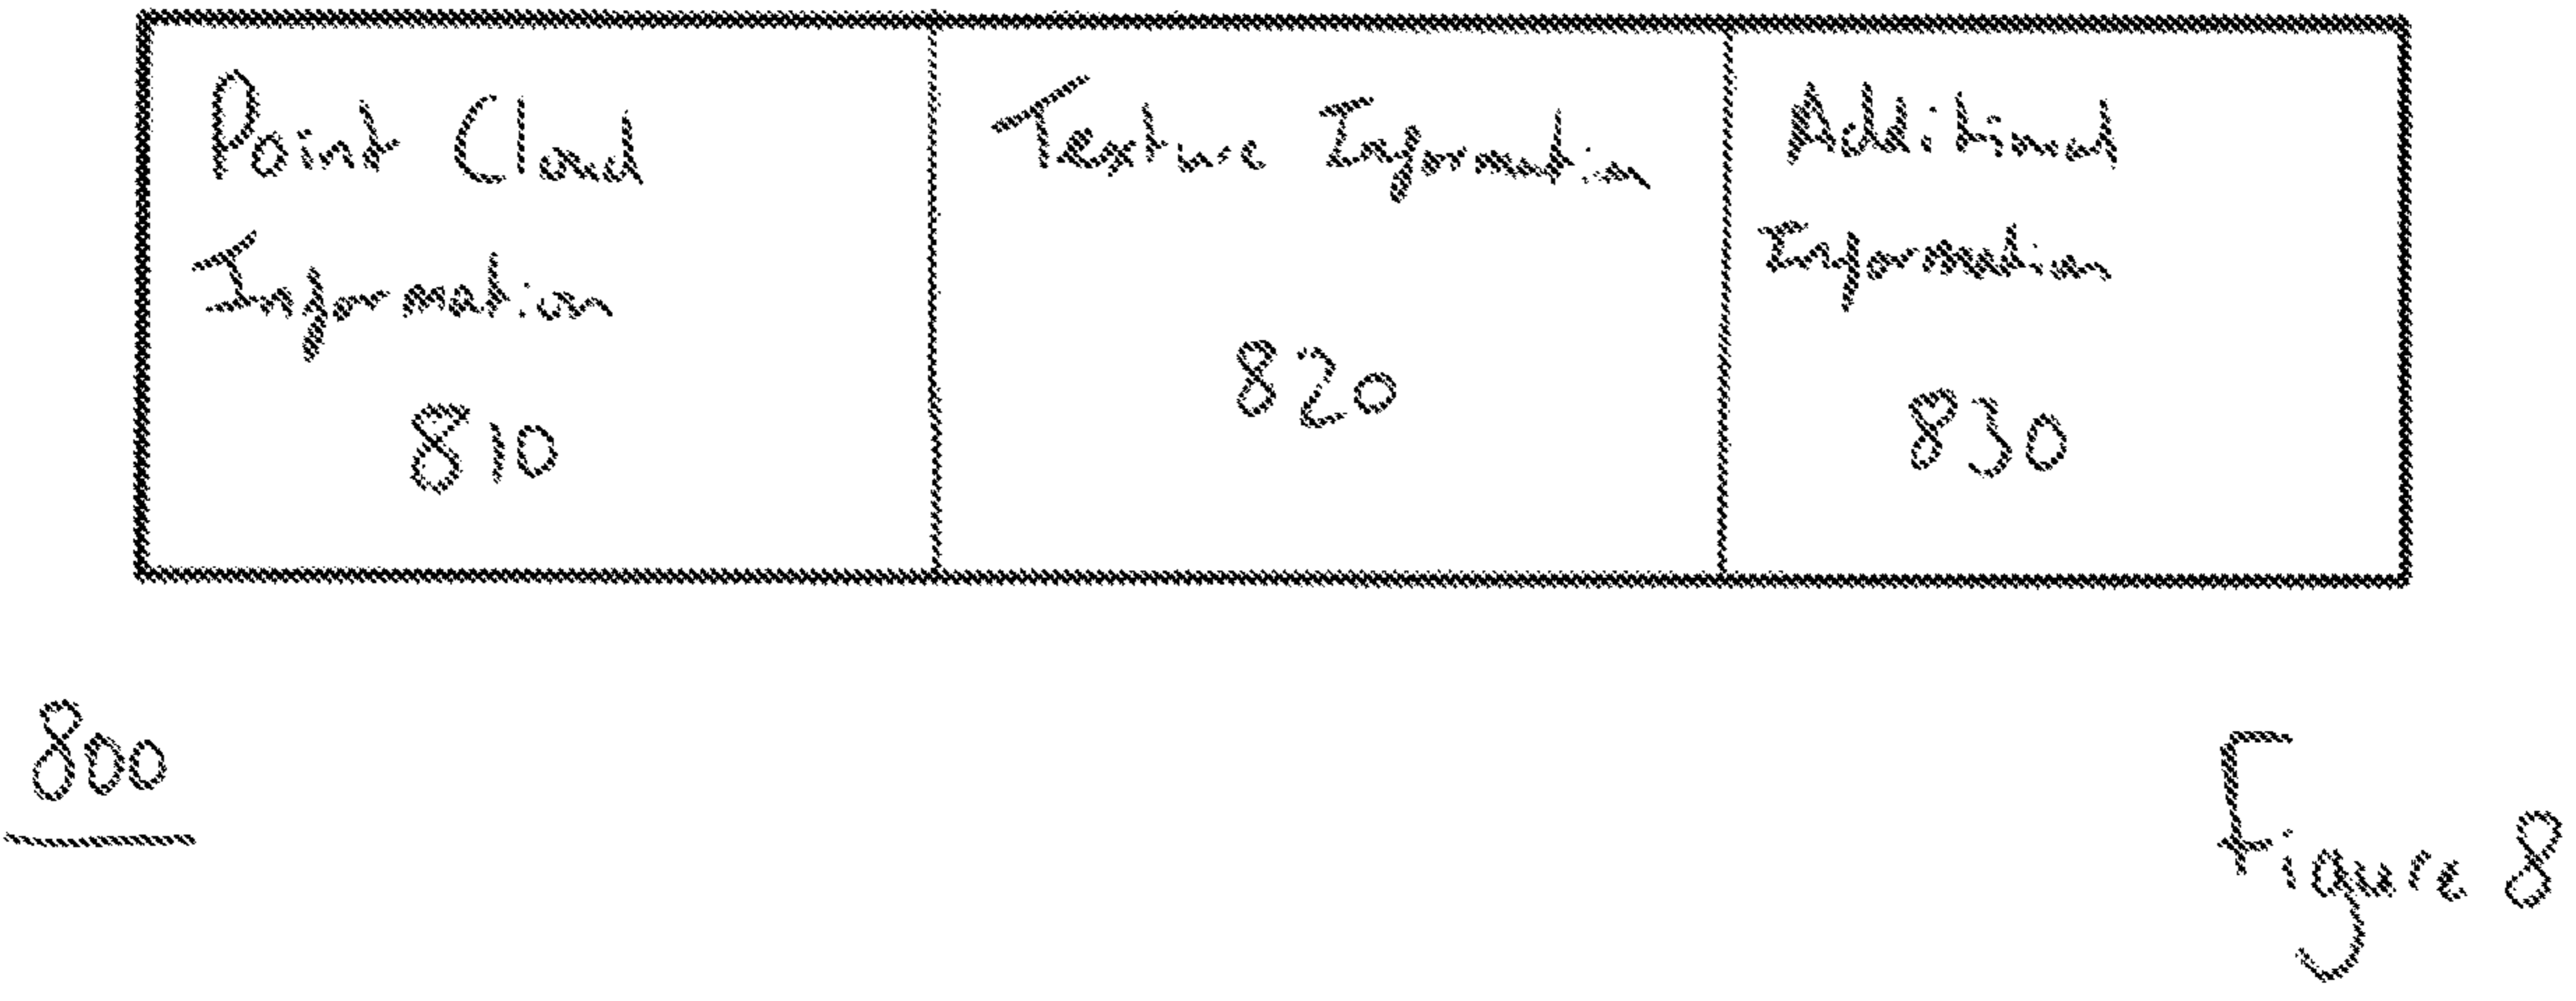 Point Cloud
Information
810
Texture Information
820
Additional
Information
830
800
Figure 8